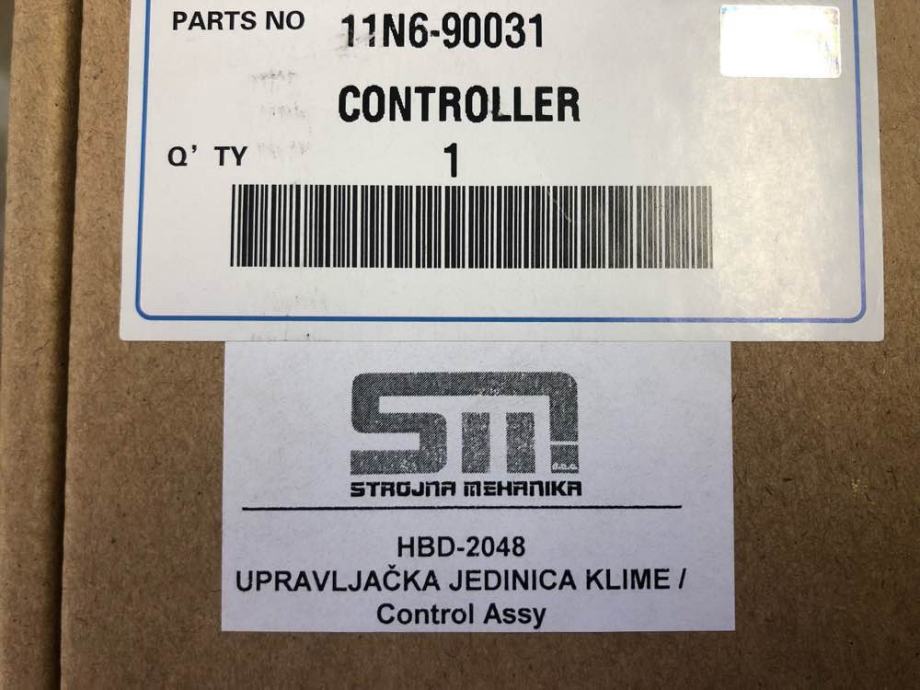 PARTS NO 11N6-90031
CONTROLLER
Q' TY 1
SM
d.o.o.
STROJNA MEHANIKA
HBD-2048
UPRAVLJAČKA JEDINICA KLIME /
Control Assy